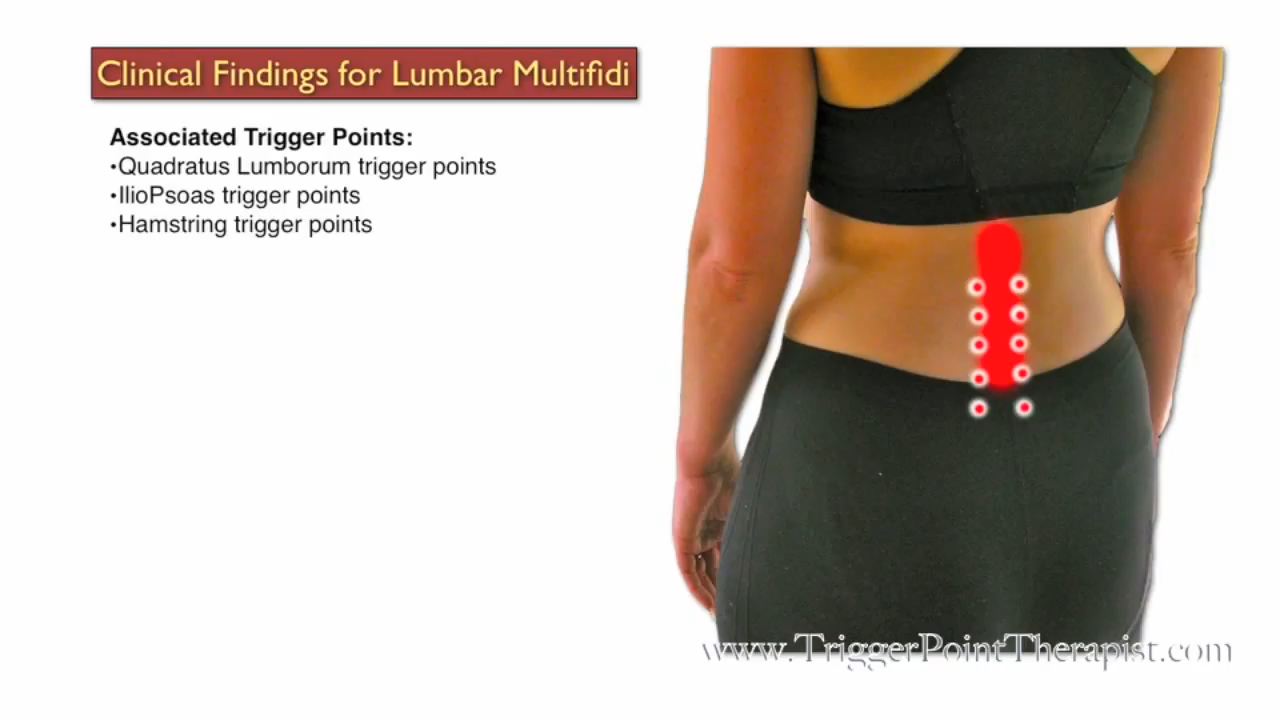 Clinical Findings for Lumbar Multifidi
Associated Trigger Points:
•Quadratus Lumborum trigger points
•IlioPsoas trigger points
•Hamstring trigger points
www.TriggerPointTherapist.com